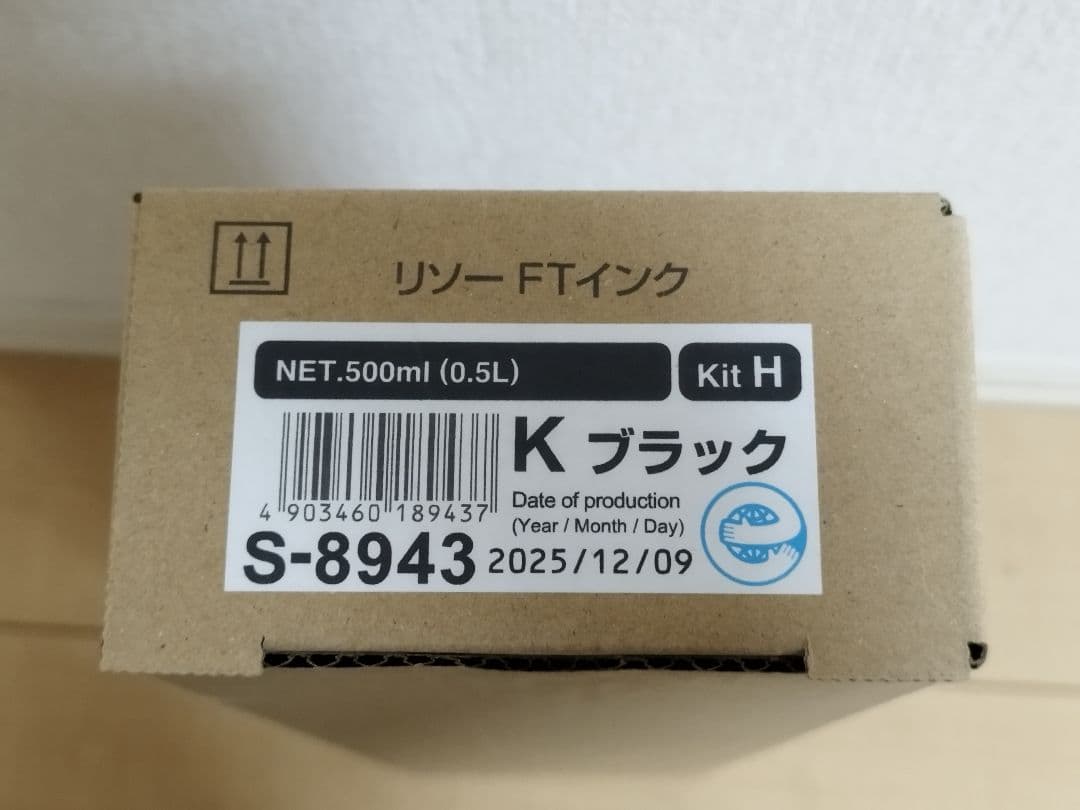 リソー FTインク
NET.500ml (0.5L)
Kit H
K ブラック
4 903460 189437
Date of production
(Year / Month / Day)
S-8943 2025/12/09